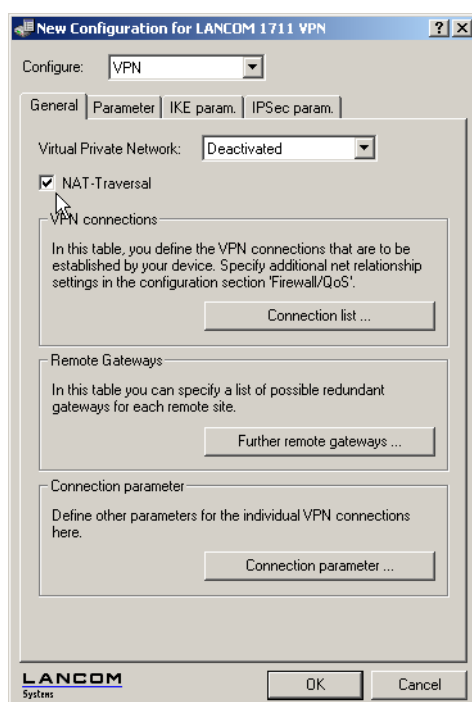 New Configuration for LANCOM 1711 VPN
Configure: VPN
General Parameter IKE param. IPSec param.
Virtual Private Network: Deactivated
NAT-Traversal
VPN connections
In this table, you define the VPN connections that are to be
established by your device. Specify additional net relationship
settings in the configuration section 'Firewall/QoS'.
Connection list ...
Remote Gateways
In this table you can specify a list of possible redundant
gateways for each remote site.
Further remote gateways ...
Connection parameter
Define other parameters for the individual VPN connections
here.
Connection parameter ...
LANCOM
Systems
OK Cancel